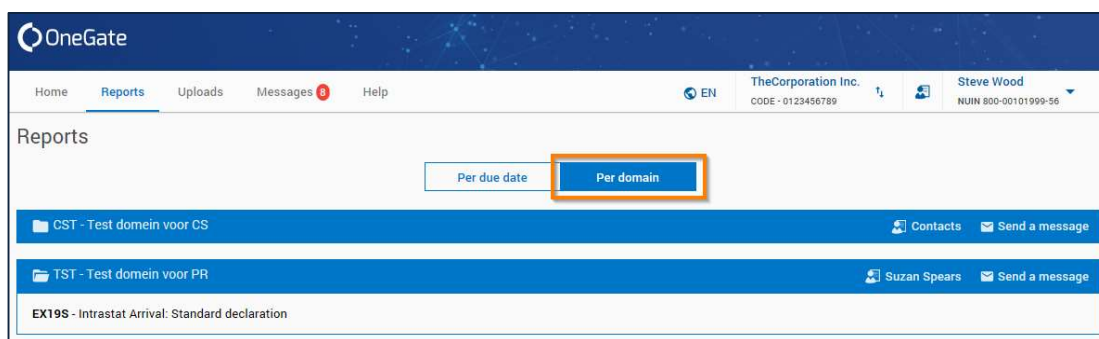 OneGate
Home Reports Uploads Messages 8 Help EN TheCorporation Inc. Steve Wood
CODE - 0123456789 NUIN 800-00101999-56
Reports
Per due date Per domain
CST - Test domein voor CS Contacts Send a message
TST - Test domein voor PR Suzan Spears Send a message
EX19S - Intrastat Arrival: Standard declaration